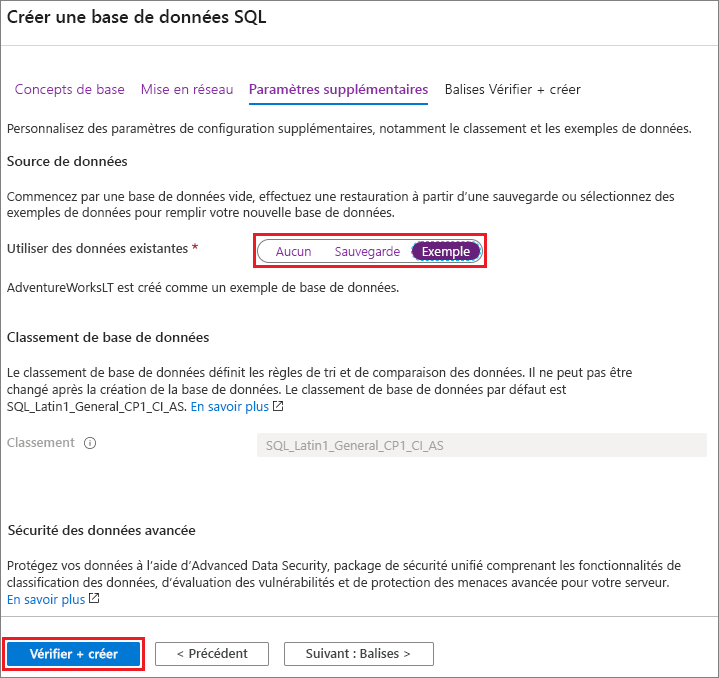 Créer une base de données SQL
Concepts de base Mise en réseau Paramètres supplémentaires Balises Vérifier + créer
Personnalisez des paramètres de configuration supplémentaires, notamment le classement et les exemples de données.
Source de données
Commencez par une base de données vide, effectuez une restauration à partir d'une sauvegarde ou sélectionnez des
exemples de données pour remplir votre nouvelle base de données.
Utiliser des données existantes * Aucun Sauvegarde Exemple
AdventureWorksLT est créé comme un exemple de base de données.
Classement de base de données
Le classement de base de données définit les règles de tri et de comparaison des données. Il ne peut pas être
changé après la création de la base de données. Le classement de base de données par défaut est
SQL_Latin1_General_CP1_CI_AS. En savoir plus
Classement SQL_Latin1_General_CP1_CI_AS
Sécurité des données avancée
Protégez vos données à l'aide d'Advanced Data Security, package de sécurité unifié comprenant les fonctionnalités de
classification des données, d'évaluation des vulnérabilités et de protection des menaces avancée pour votre serveur.
En savoir plus
Vérifier + créer < Précédent Suivant : Balises >